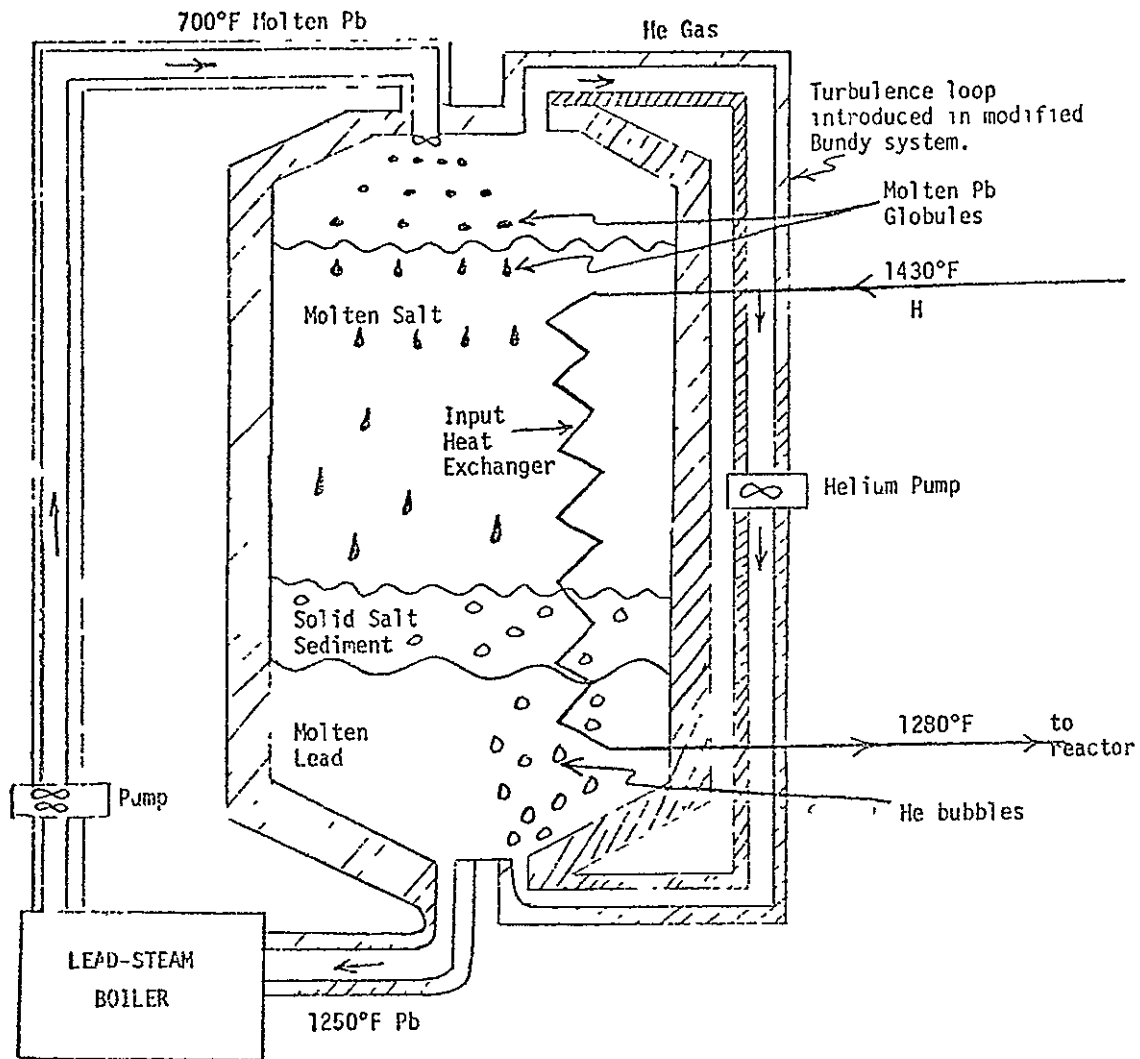 700°F Molten Pb
He Gas
Turbulence loop
introduced in modified
Bundy system.
Molten Pb
Globules
1430°F
H
Molten Salt
Input
Heat
Exchanger
Helium Pump
Solid Salt
Sediment
Molten
Lead
1280°F
to
reactor
Pump
He bubbles
LEAD-STEAM
BOILER
1250°F Pb